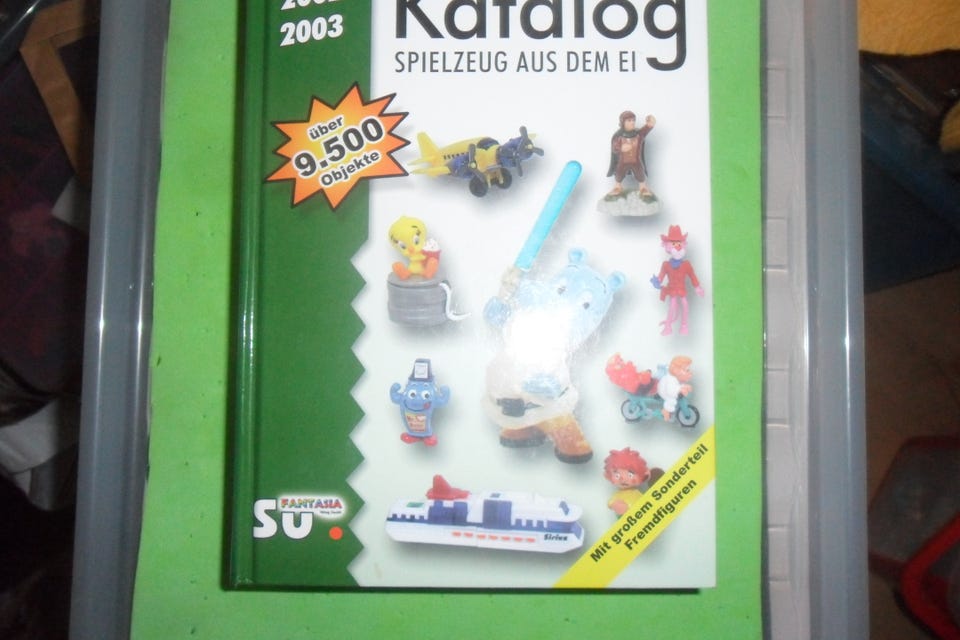 2003
Katalog
SPIELZEUG AUS DEM EI
über
9.500
Objekte
Sirius
Mit großem Sonderteil
Fremdfiguren
FANTASIA
SU